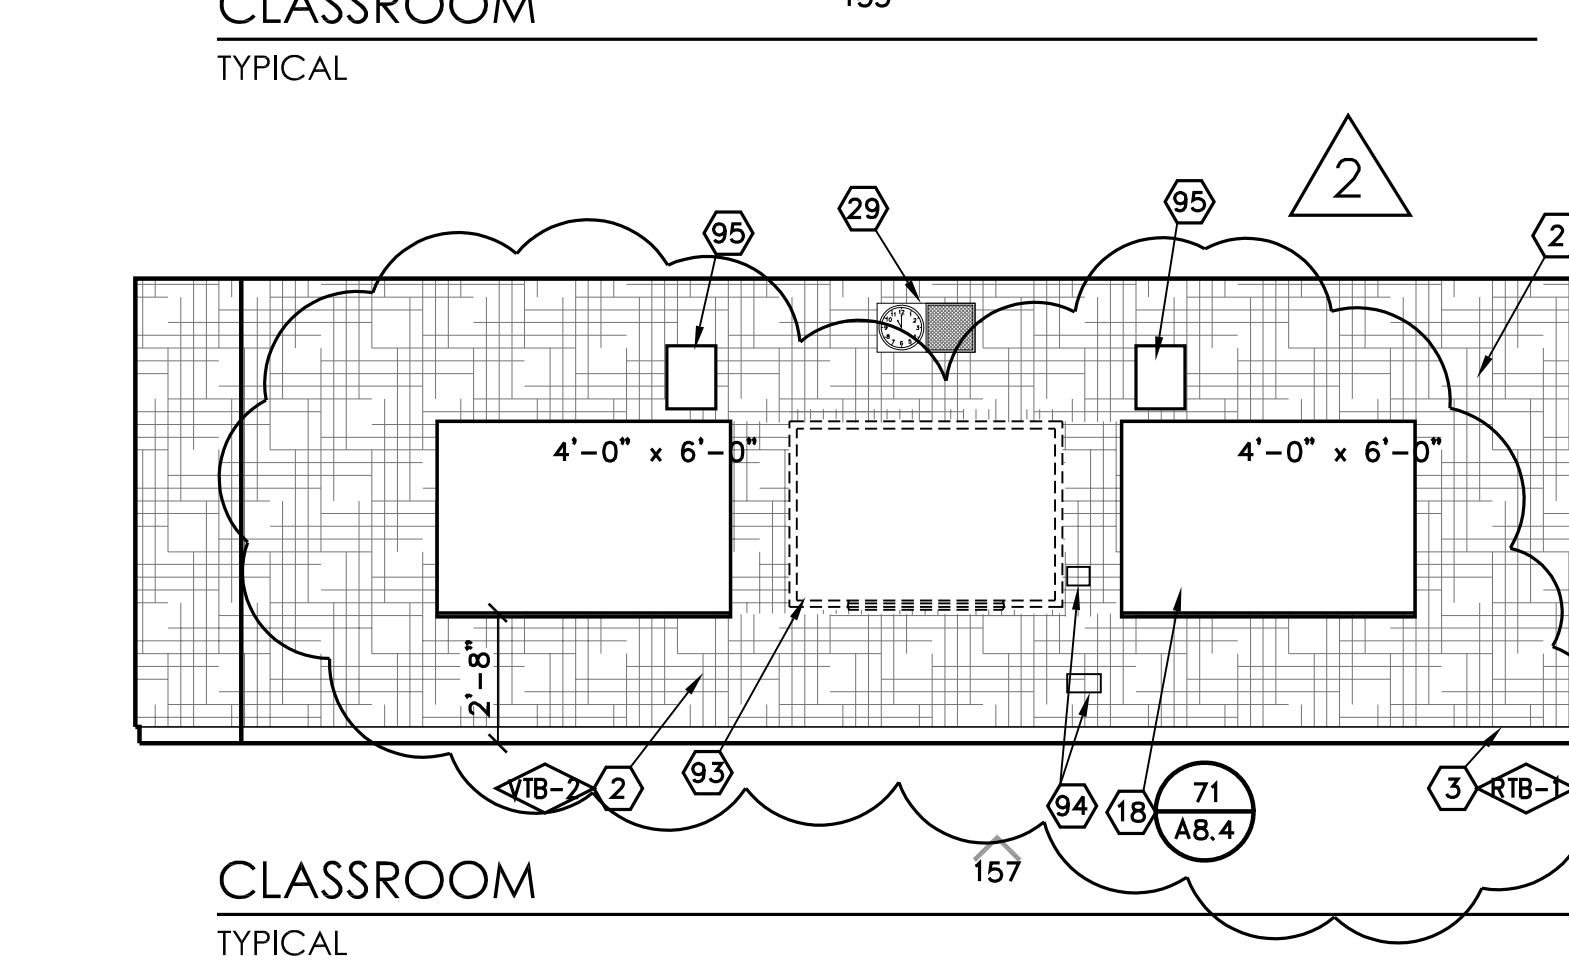 CLASSROOM
TYPICAL
2
95
29
95
2
4'-0" x 6'-0"
4'-0" x 6'-0"
2'-8"
VTB-2
2
93
94
18
71
A8.4
3
RTB-1
157
CLASSROOM
TYPICAL